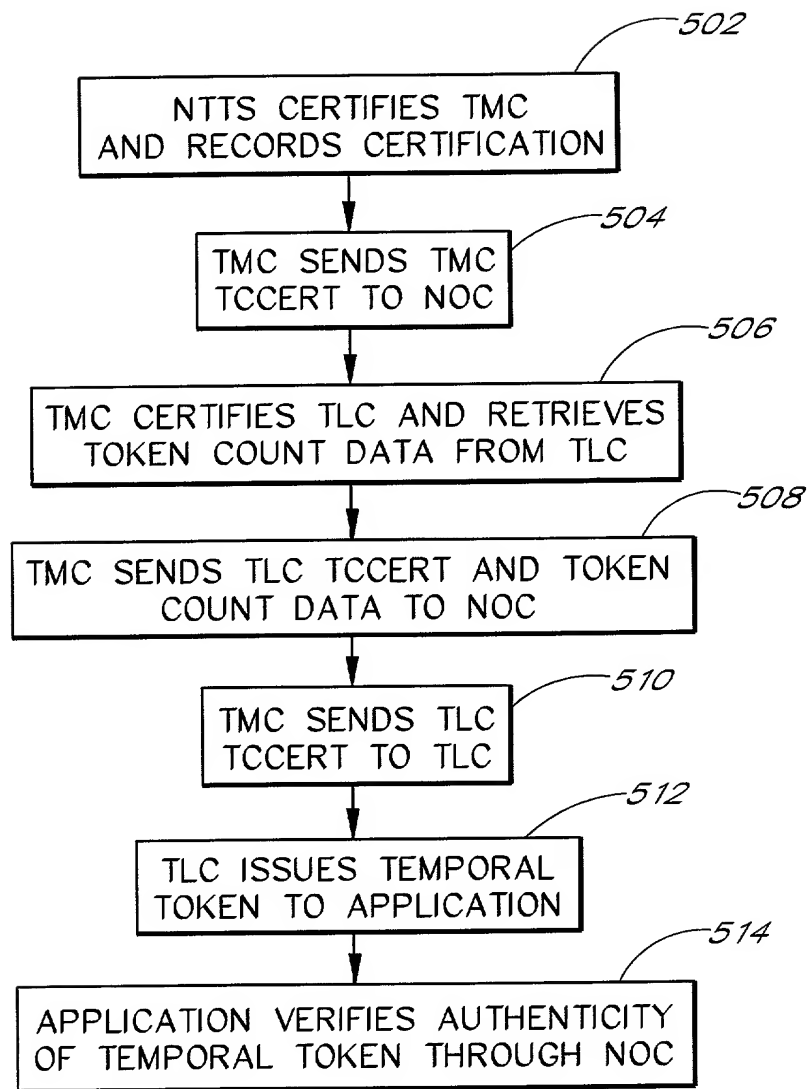 502
NTTS CERTIFIES TMC
AND RECORDS CERTIFICATION
504
TMC SENDS TMC
TCCERT TO NOC
506
TMC CERTIFIES TLC AND RETRIEVES
TOKEN COUNT DATA FROM TLC
508
TMC SENDS TLC TCCERT AND TOKEN
COUNT DATA TO NOC
510
TMC SENDS TLC
TCCERT TO TLC
512
TLC ISSUES TEMPORAL
TOKEN TO APPLICATION
514
APPLICATION VERIFIES AUTHENTICITY
OF TEMPORAL TOKEN THROUGH NOC